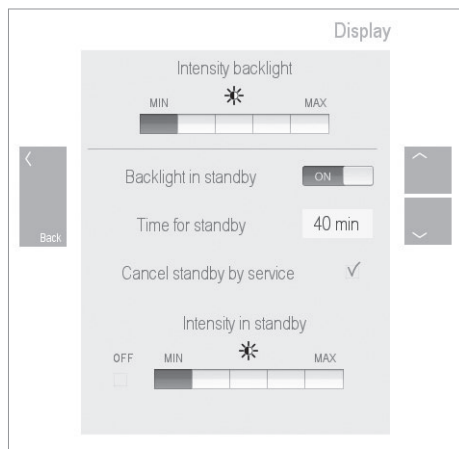 Display
Intensity backlight
MIN MAX
Backlight in standby ON
Time for standby 40 min
Back
Cancel standby by service ✓
Intensity in standby
OFF MIN MAX